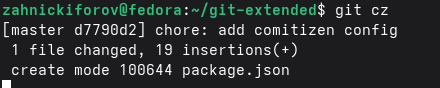 zahnickiforov@fedora:~/git-extended$ git cz
[master d7790d2] chore: add comitizen config
1 file changed, 19 insertions(+)
create mode 100644 package.json